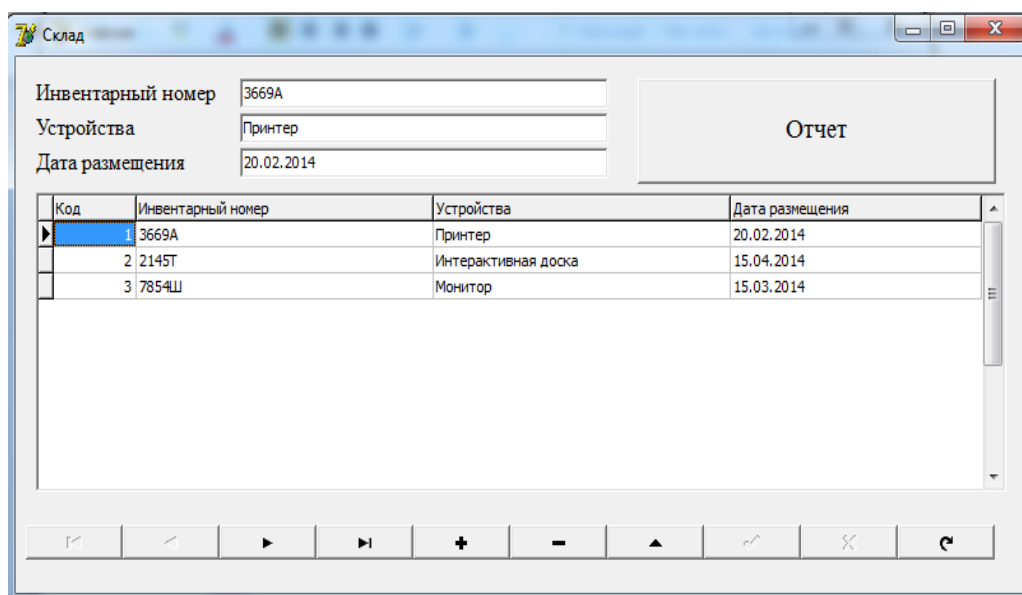 Склад
Инвентарный номер 3669А
Устройства Принтер
Дата размещения 20.02.2014
Отчет
Код Инвентарный номер Устройства Дата размещения
1 3669А Принтер 20.02.2014
2 2145Т Интерактивная доска 15.04.2014
3 7854Ш Монитор 15.03.2014